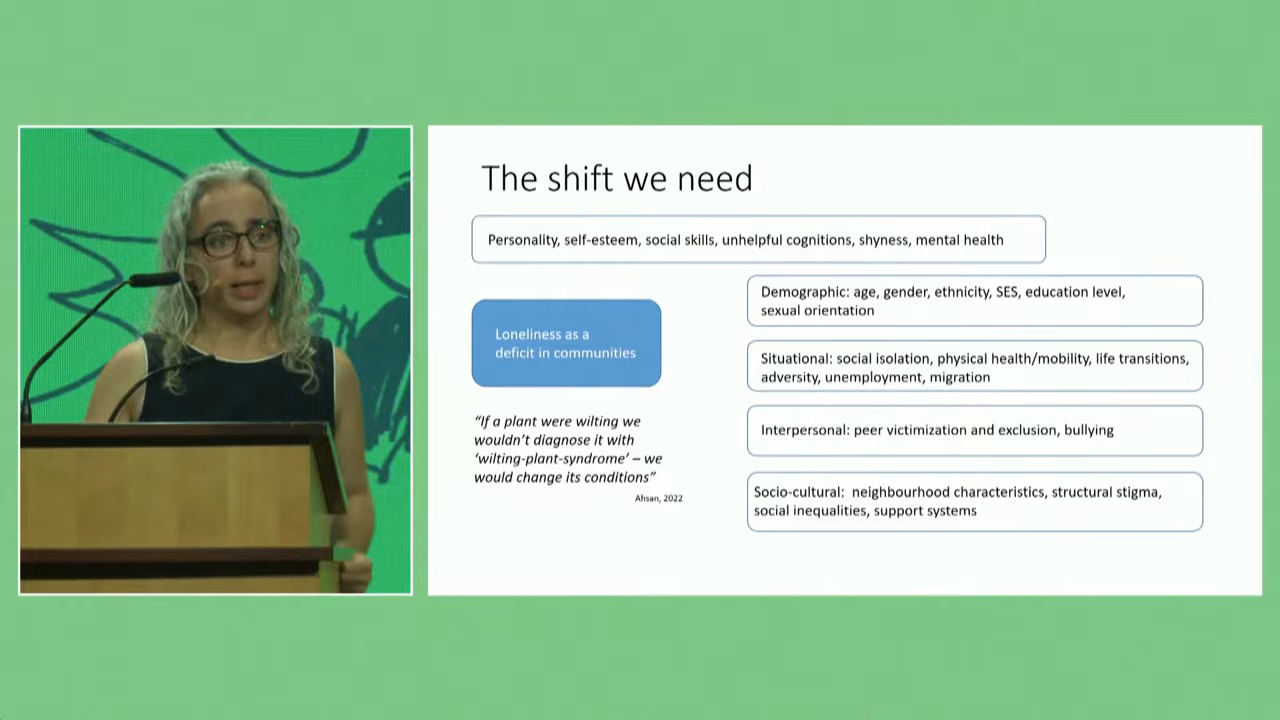 The shift we need
Personality, self-esteem, social skills, unhelpful cognitions, shyness, mental health
Loneliness as a
deficit in communities
“If a plant were wilting we
wouldn’t diagnose it with
‘wilting-plant-syndrome’ – we
would change its conditions”
Ahsan, 2022
Demographic: age, gender, ethnicity, SES, education level,
sexual orientation
Situational: social isolation, physical health/mobility, life transitions,
adversity, unemployment, migration
Interpersonal: peer victimization and exclusion, bullying
Socio-cultural:  neighbourhood characteristics, structural stigma,
social inequalities, support systems